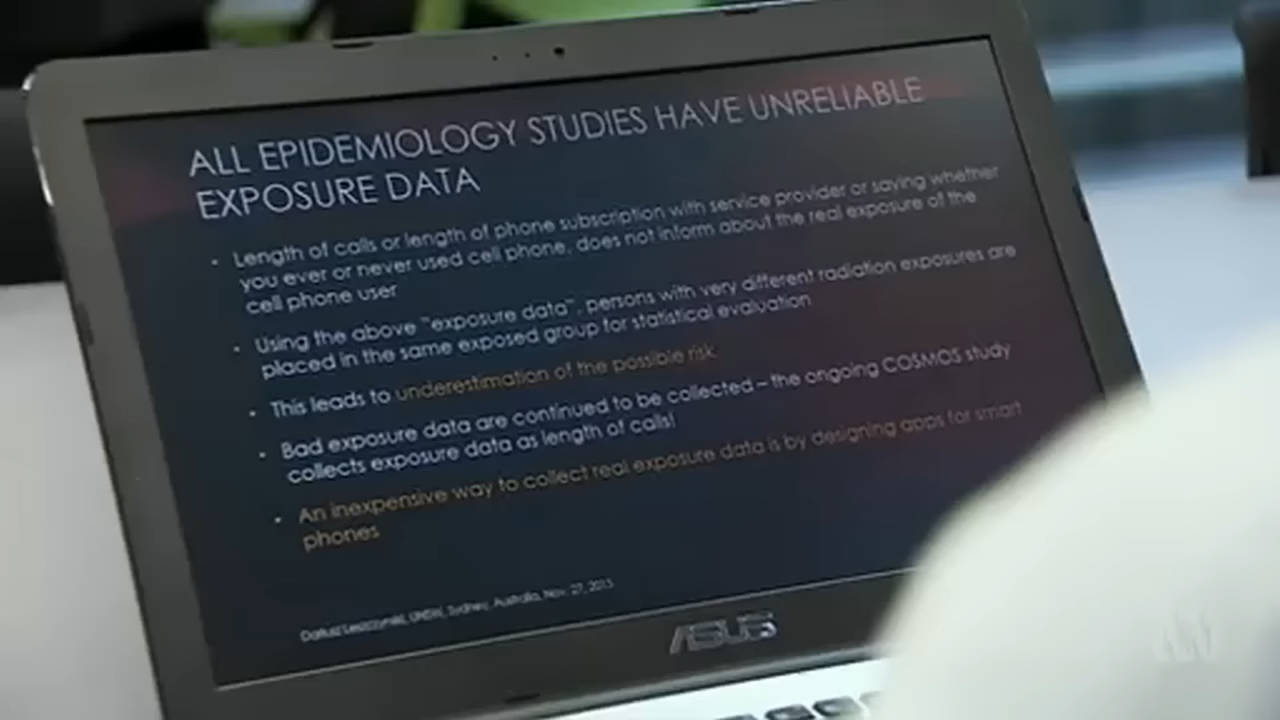 ALL EPIDEMIOLOGY STUDIES HAVE UNRELIABLE
EXPOSURE DATA
• Length of calls or length of phone subscription with service provider or saying whether
you ever or never used cell phone, does not inform about the real exposure of the
cell phone user
• Using the above "exposure data", persons with very different radiation exposures are
placed in the same exposed group for statistical evaluation
• This leads to underestimation of the possible risk
• Bad exposure data are continued to be collected – the ongoing COSMOS study
collects exposure data as length of calls!
• An inexpensive way to collect real exposure data is by designing apps for smart
phones
Dariusz Leszczynski, UNSW, Sydney, Australia, Nov. 27, 2015
ASUS